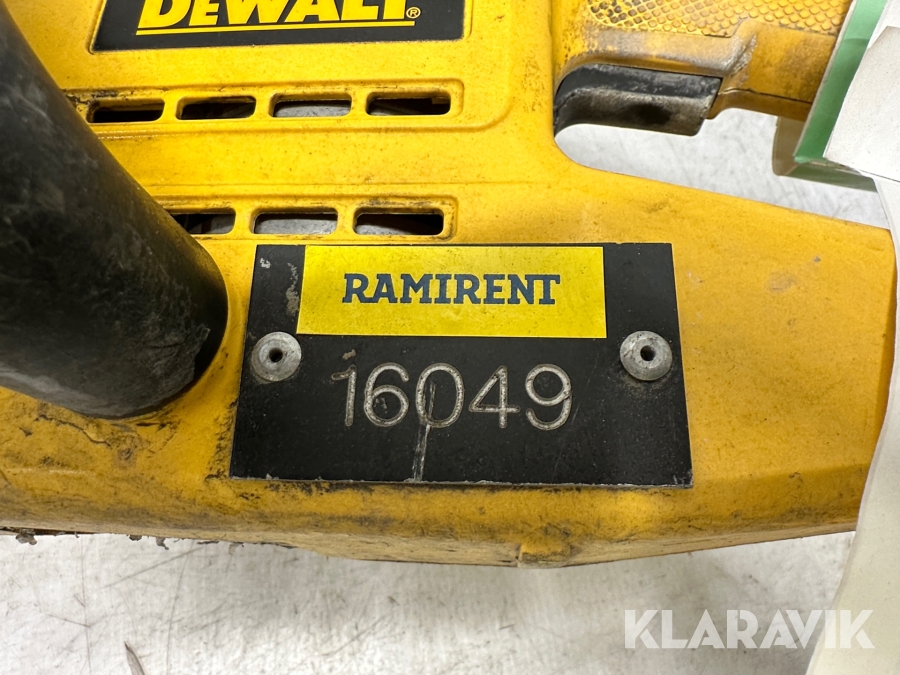 DEWALT®
RAMIRENT
16049
KLARAVIK